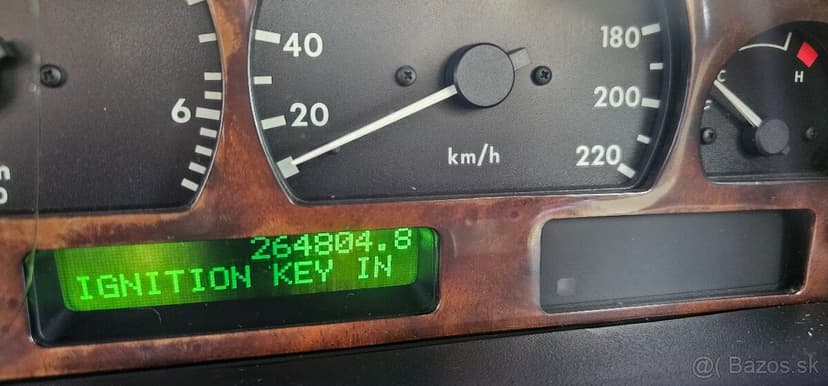 40
20
180
200
220
km/h
6
C
H
264804.8
IGNITION KEY IN
@( Bazos.sk